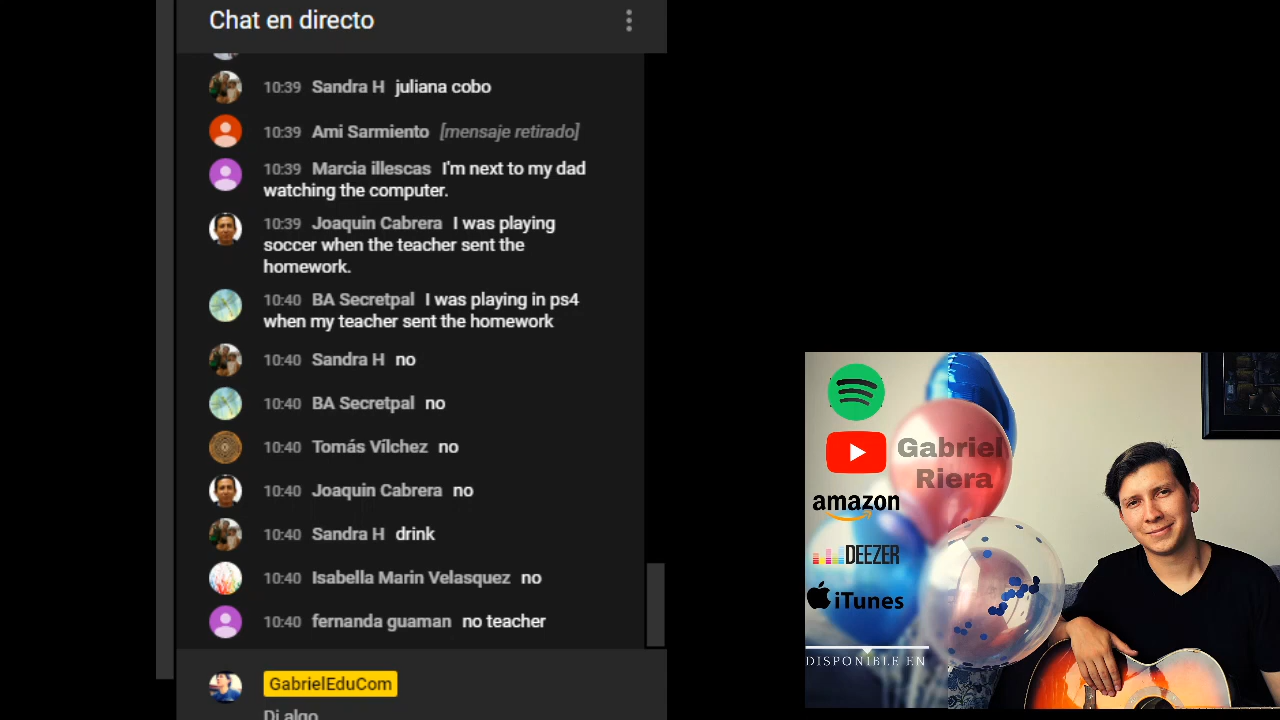 Chat en directo
10:39 Sandra H juliana cobo
10:39 Ami Sarmiento [mensaje retirado]
10:39 Marcia illescas I'm next to my dad
watching the computer.
10:39 Joaquin Cabrera I was playing
soccer when the teacher sent the
homework.
10:40 BA Secretpal I was playing in ps4
when my teacher sent the homework
10:40 Sandra H no
10:40 BA Secretpal no
10:40 Tomás Vílchez no
10:40 Joaquin Cabrera no
10:40 Sandra H drink
10:40 Isabella Marin Velasquez no
10:40 fernanda guaman no teacher
GabrielEduCom
Di algo
Gabriel
Riera
amazon
DEEZER
iTunes
DISPONIBLE EN